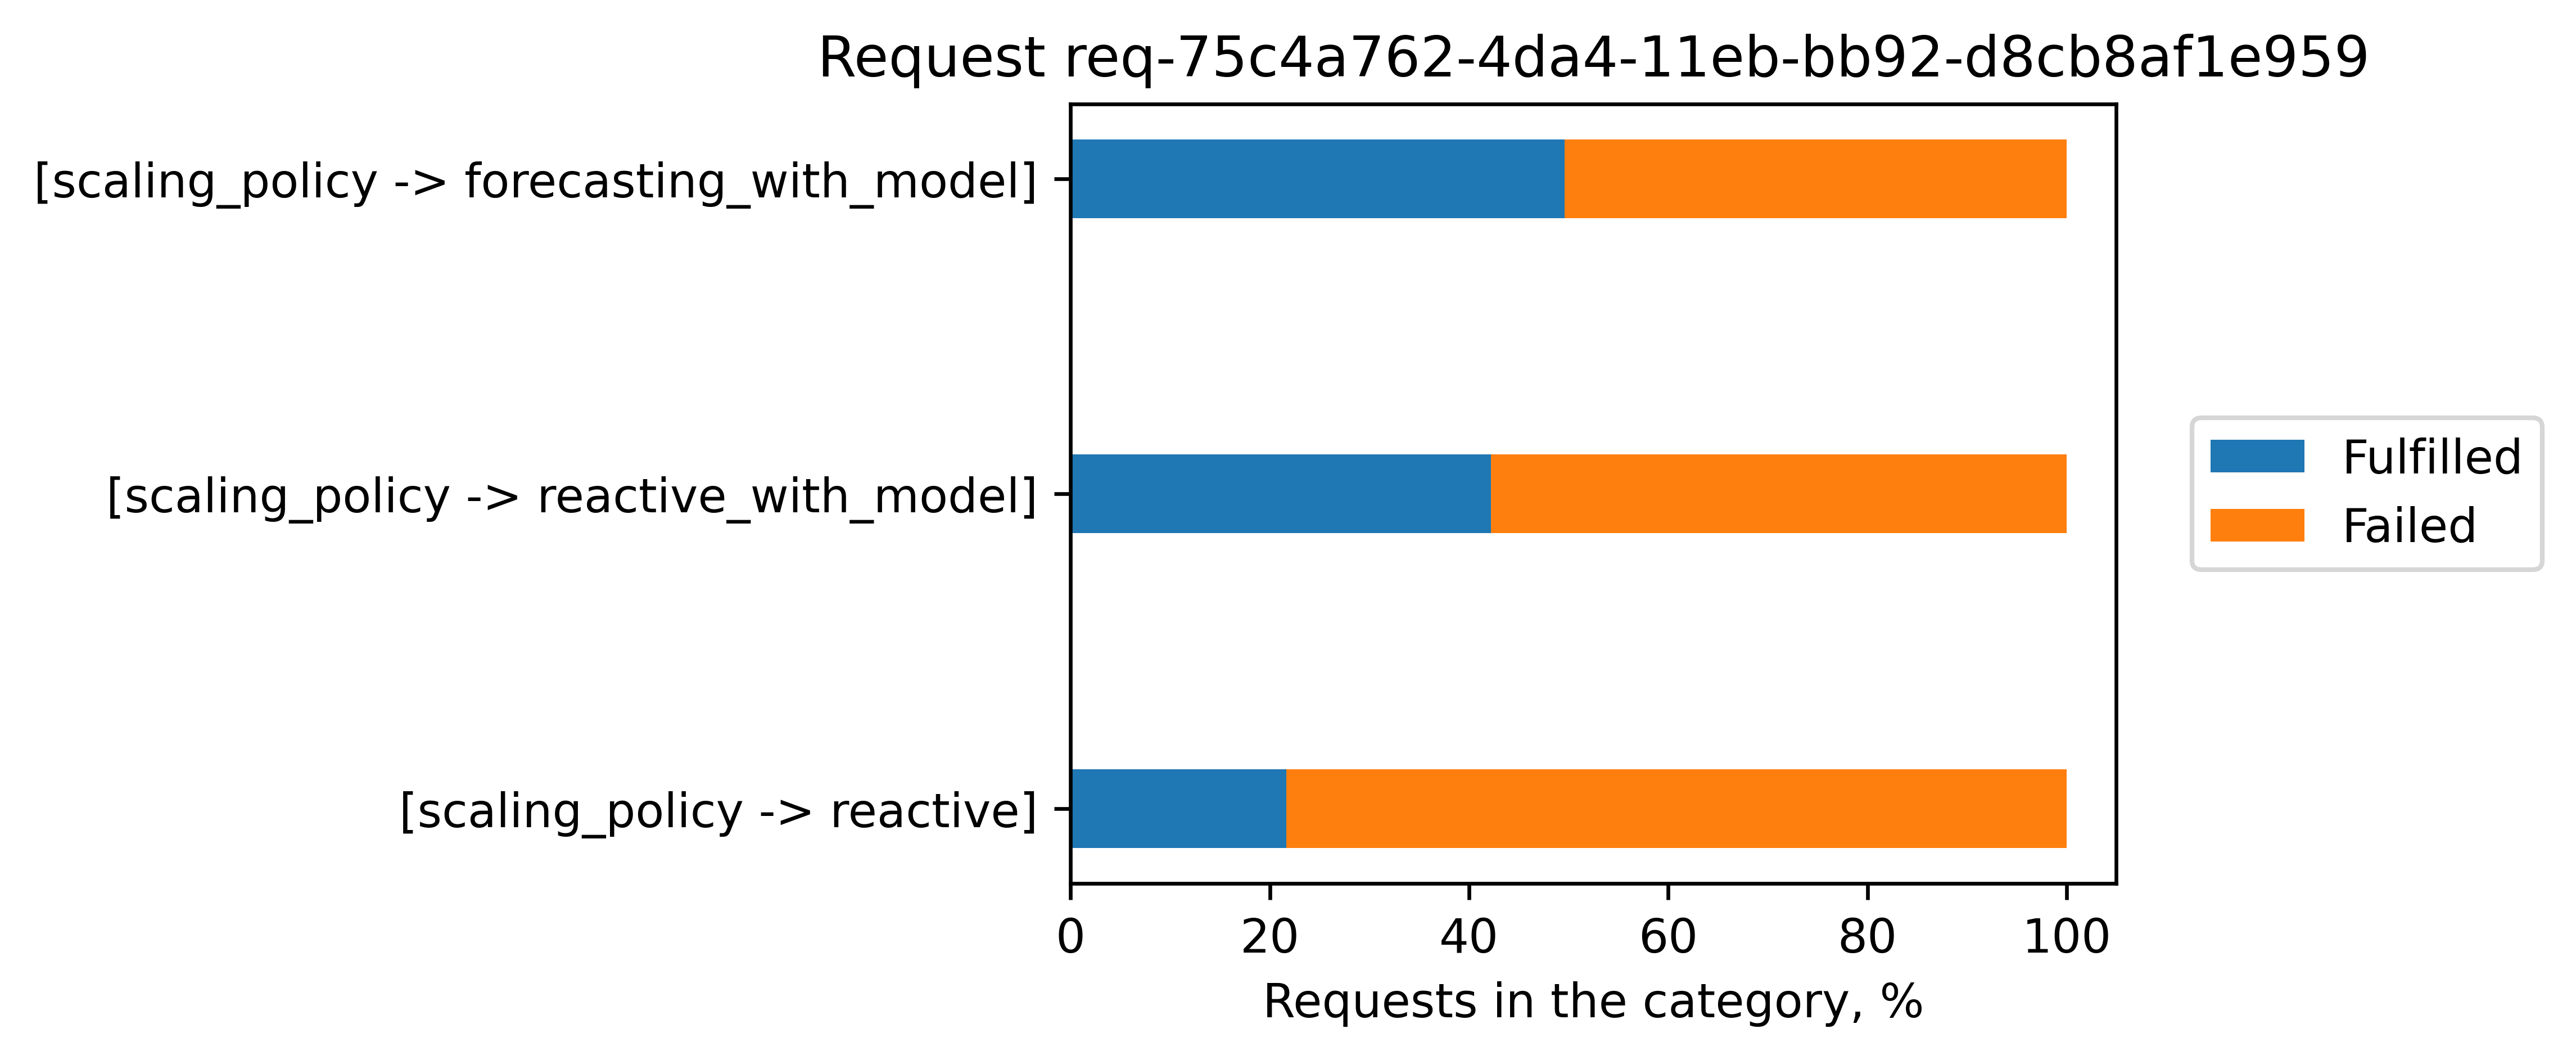 Request req-75c4a762-4da4-11eb-bb92-d8cb8af1e959
[scaling_policy -> forecasting_with_model]
[scaling_policy -> reactive_with_model]
[scaling_policy -> reactive]
Fulfilled
Failed
0 20 40 60 80 100
Requests in the category, %